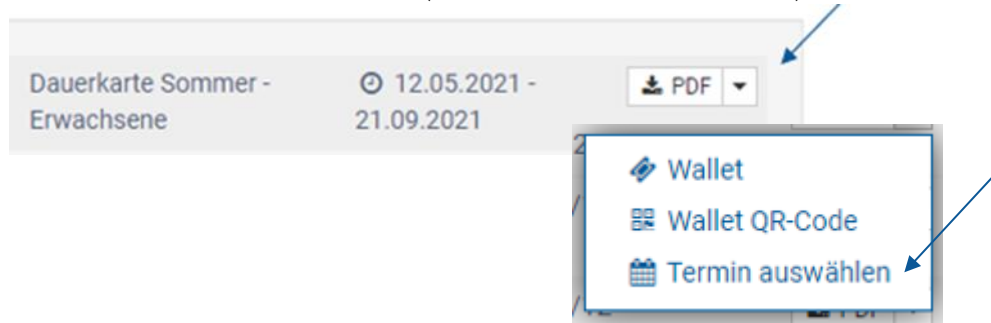 Dauerkarte Sommer -
Erwachsene
12.05.2021 -
21.09.2021
PDF
Wallet
Wallet QR-Code
Termin auswählen